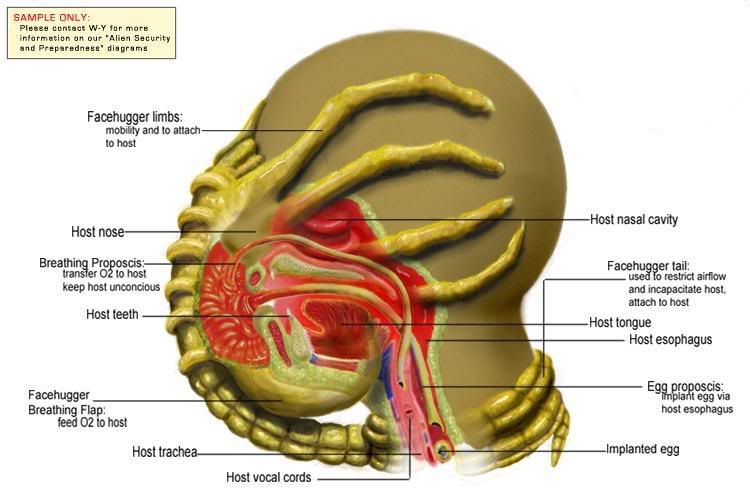 SAMPLE ONLY:
Please contact W-Y for more
information on our "Alien Security
and Preparedness" diagrams
Facehugger limbs:
mobility and to attach
to host
Host nose
Breathing Proposcis:
transfer O2 to host
keep host unconcious
Host teeth
Facehugger
Breathing Flap:
feed O2 to host
Host trachea
Host vocal cords
Host nasal cavity
Facehugger tail:
used to restrict airflow
and incapacitate host,
attach to host
Host tongue
Host esophagus
Egg proposcis:
implant egg via
host esophagus
Implanted egg